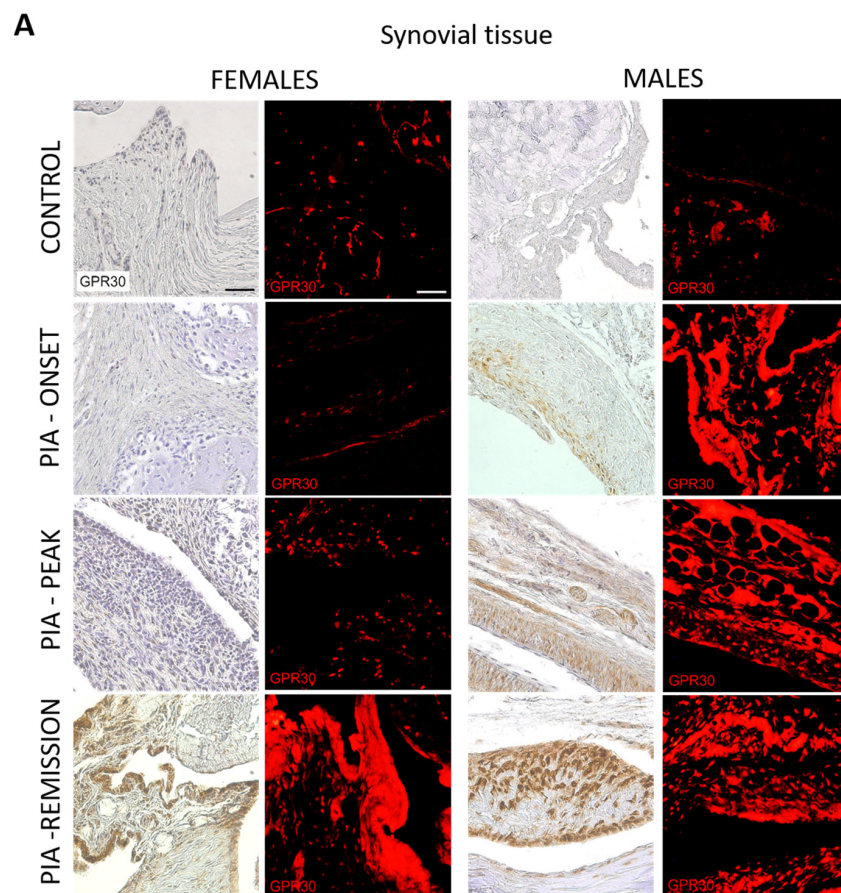 A
Synovial tissue
FEMALES
MALES
CONTROL
GPR30
GPR30
GPR30
PIA - ONSET
GPR30
GPR30
PIA - PEAK
GPR30
GPR30
PIA -REMISSION
GPR30
GPR30